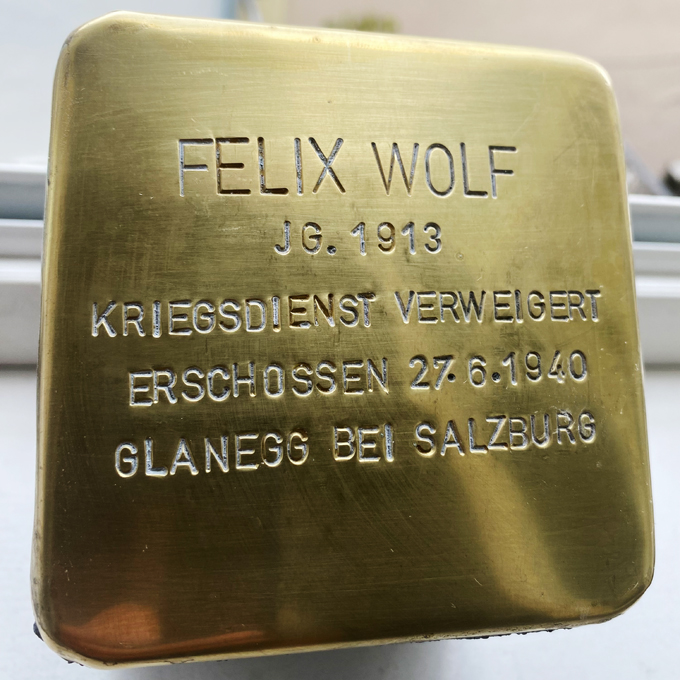 FELIX WOLF
JG. 1913
KRIEGSDIENST VERWEIGERT
ERSCHOSSEN 27.6.1940
GLANEGG BEI SALZBURG